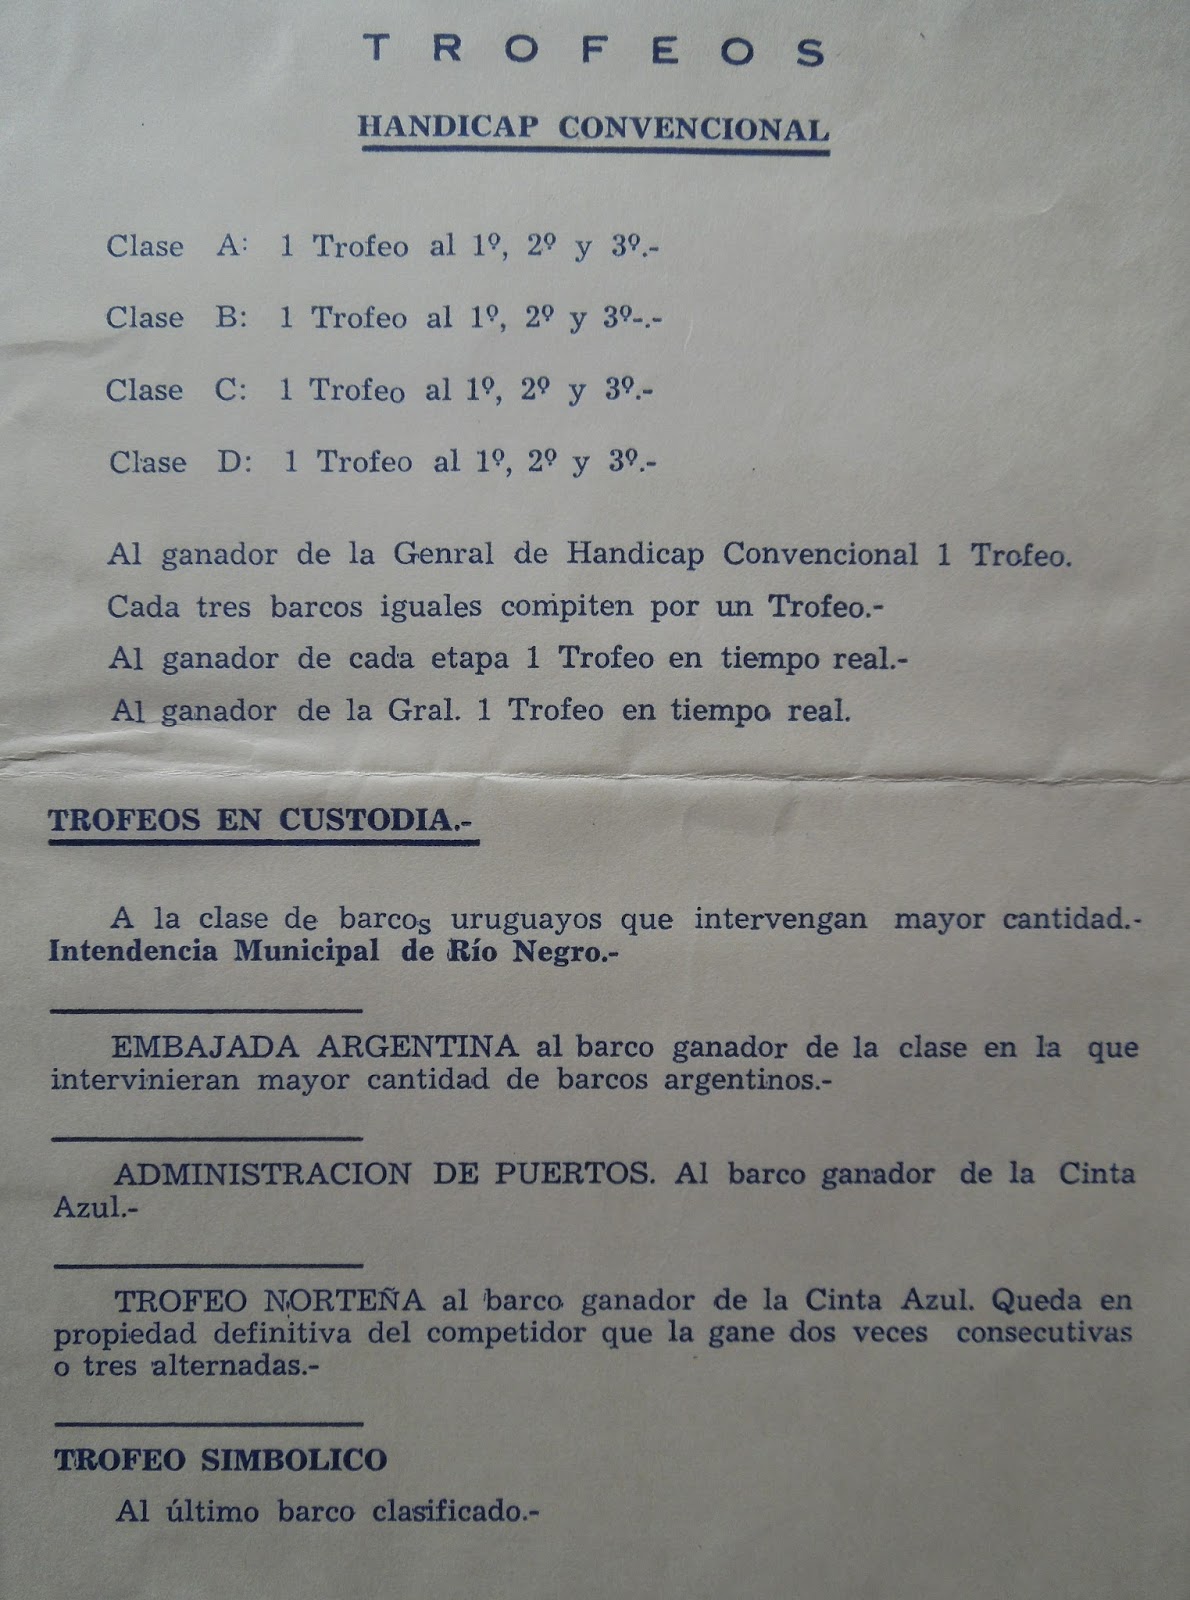 TROFEOS
HANDICAP CONVENCIONAL
Clase A: 1 Trofeo al 1º, 2º y 3º.-
Clase B: 1 Trofeo al 1º, 2º y 3º-.-
Clase C: 1 Trofeo al 1º, 2º y 3º.-
Clase D: 1 Trofeo al 1º, 2º y 3º.-
Al ganador de la Genral de Handicap Convencional 1 Trofeo.
Cada tres barcos iguales compiten por un Trofeo.-
Al ganador de cada etapa 1 Trofeo en tiempo real.-
Al ganador de la Gral. 1 Trofeo en tiempo real.
TROFEOS EN CUSTODIA.-
A la clase de barcos uruguayos que intervengan mayor cantidad.-
Intendencia Municipal de Río Negro.-
EMBAJADA ARGENTINA al barco ganador de la clase en la que
intervinieran mayor cantidad de barcos argentinos.-
ADMINISTRACION DE PUERTOS. Al barco ganador de la Cinta
Azul.-
TROFEO NORTEÑA al barco ganador de la Cinta Azul. Queda en
propiedad definitiva del competidor que la gane dos veces consecutivas
o tres alternadas.-
TROFEO SIMBOLICO
Al último barco clasificado.-